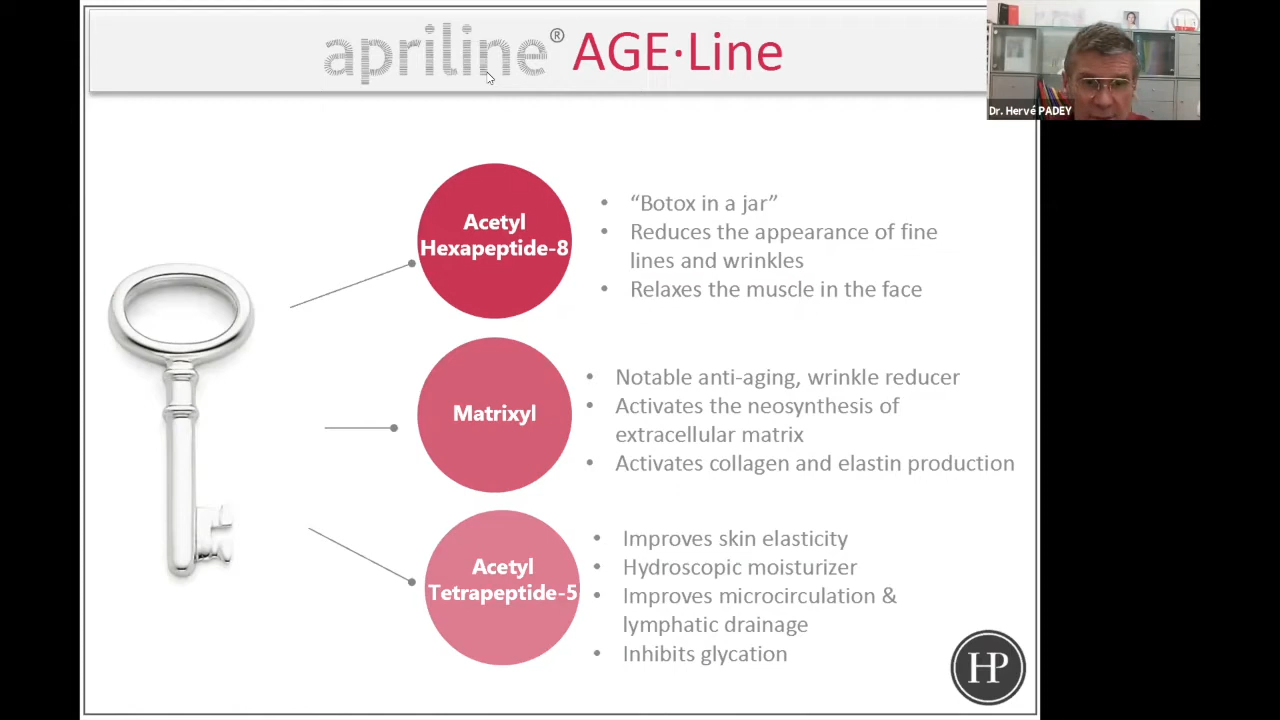 apriline® AGE·Line
Dr. Hervé PADEY
Acetyl
Hexapeptide-8
• “Botox in a jar”
• Reduces the appearance of fine
lines and wrinkles
• Relaxes the muscle in the face
Matrixyl
• Notable anti-aging, wrinkle reducer
• Activates the neosynthesis of
extracellular matrix
• Activates collagen and elastin production
Acetyl
Tetrapeptide-5
• Improves skin elasticity
• Hydroscopic moisturizer
• Improves microcirculation &
lymphatic drainage
• Inhibits glycation
HP